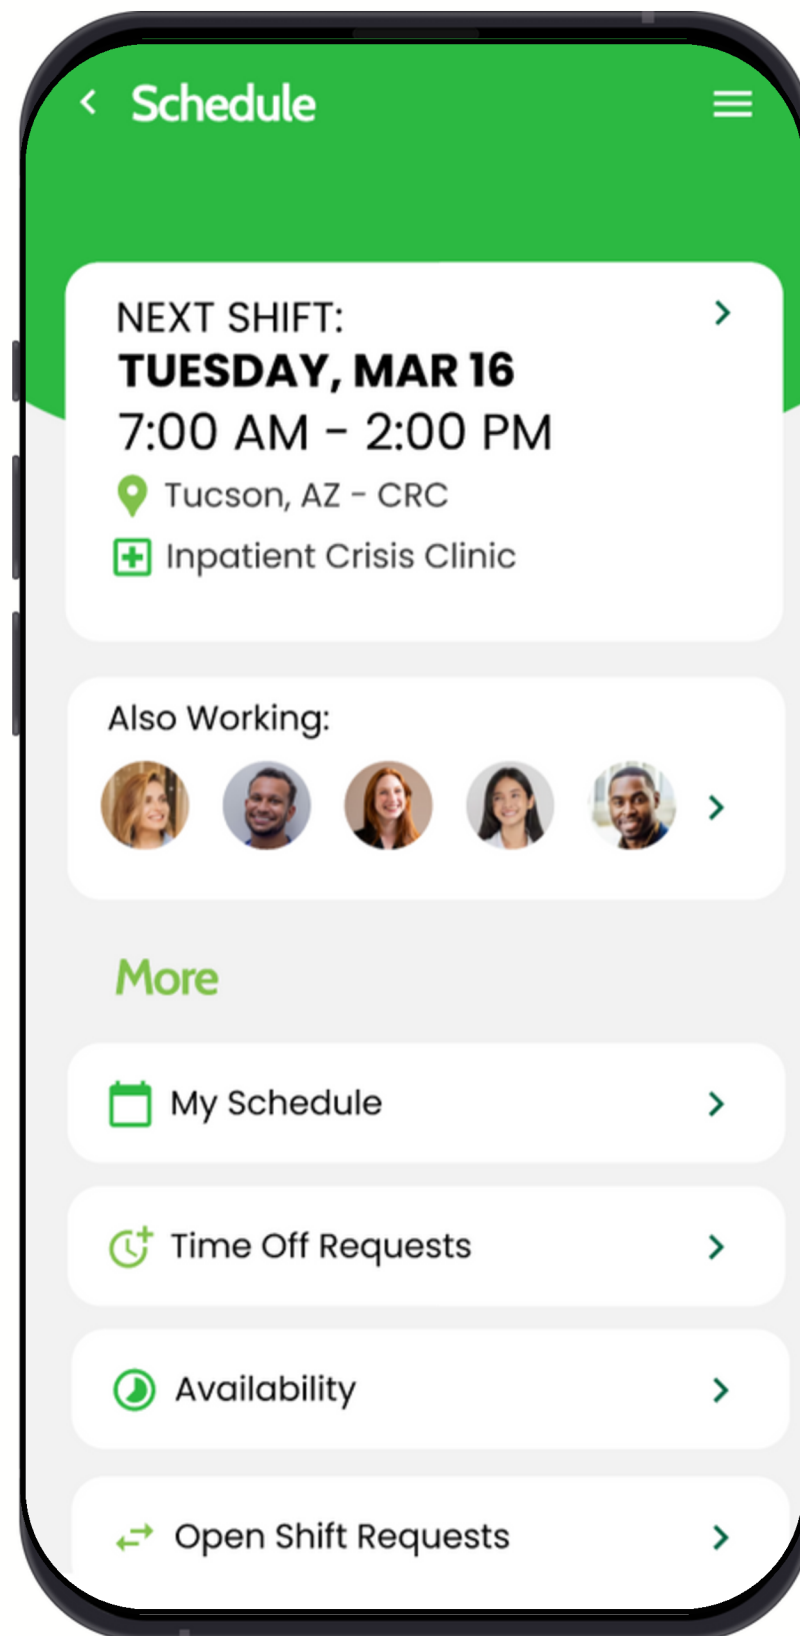 Schedule
NEXT SHIFT:
TUESDAY, MAR 16
7:00 AM - 2:00 PM
Tucson, AZ - CRC
Inpatient Crisis Clinic
Also Working:
More
My Schedule
Time Off Requests
Availability
Open Shift Requests